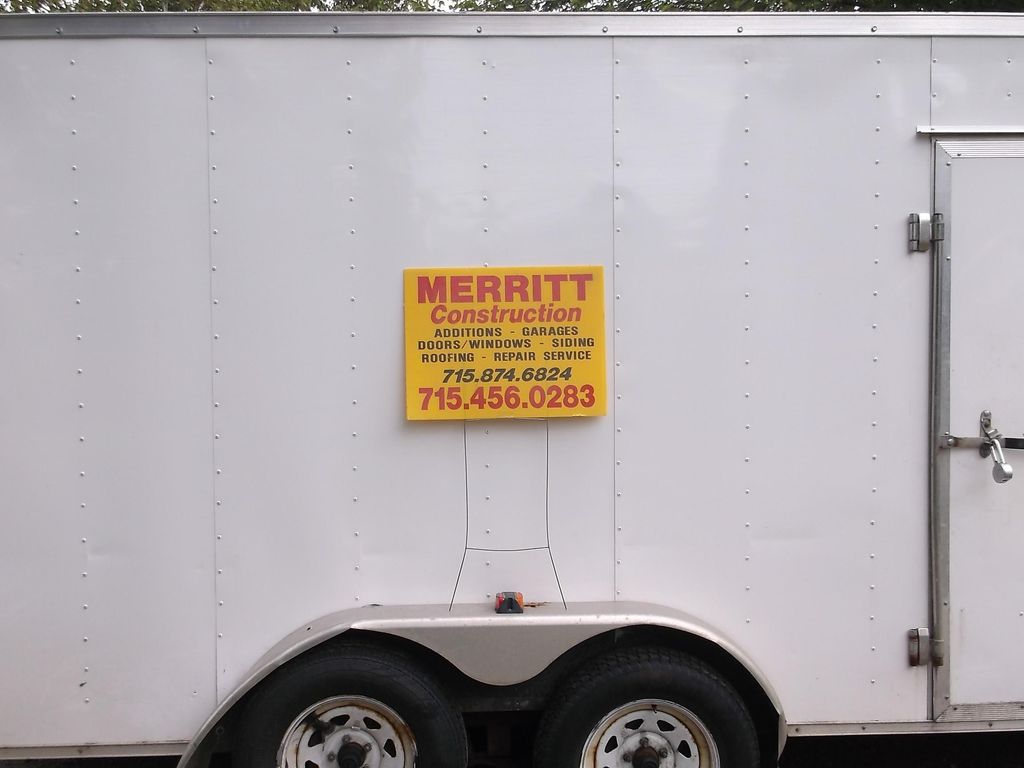 MERRITT
Construction
ADDITIONS - GARAGES
DOORS/WINDOWS - SIDING
ROOFING - REPAIR SERVICE
715.874.6824
715.456.0283